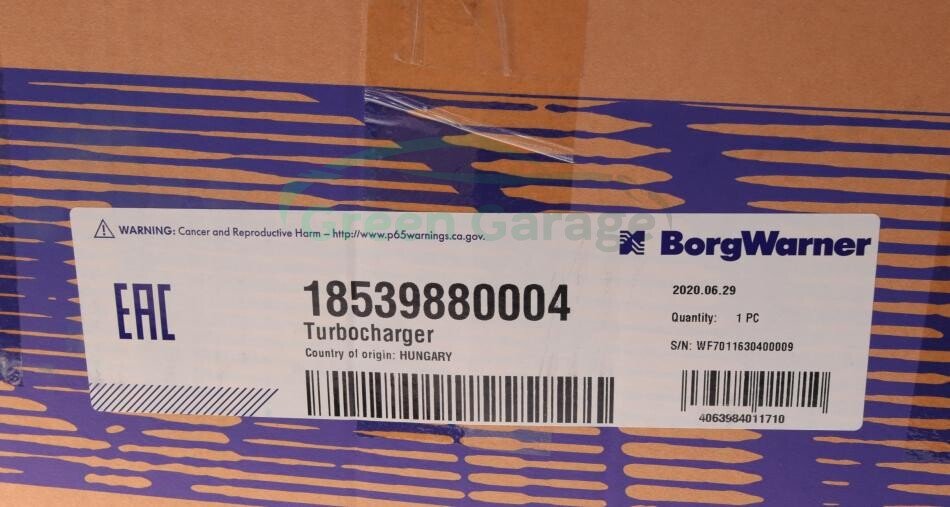 Green Garage
WARNING: Cancer and Reproductive Harm – http://www.p65warnings.ca.gov.
BorgWarner
EAC
18539880004
Turbocharger
Country of origin: HUNGARY
2020.06.29
Quantity: 1 PC
S/N: WF7011630400009
4063984011710